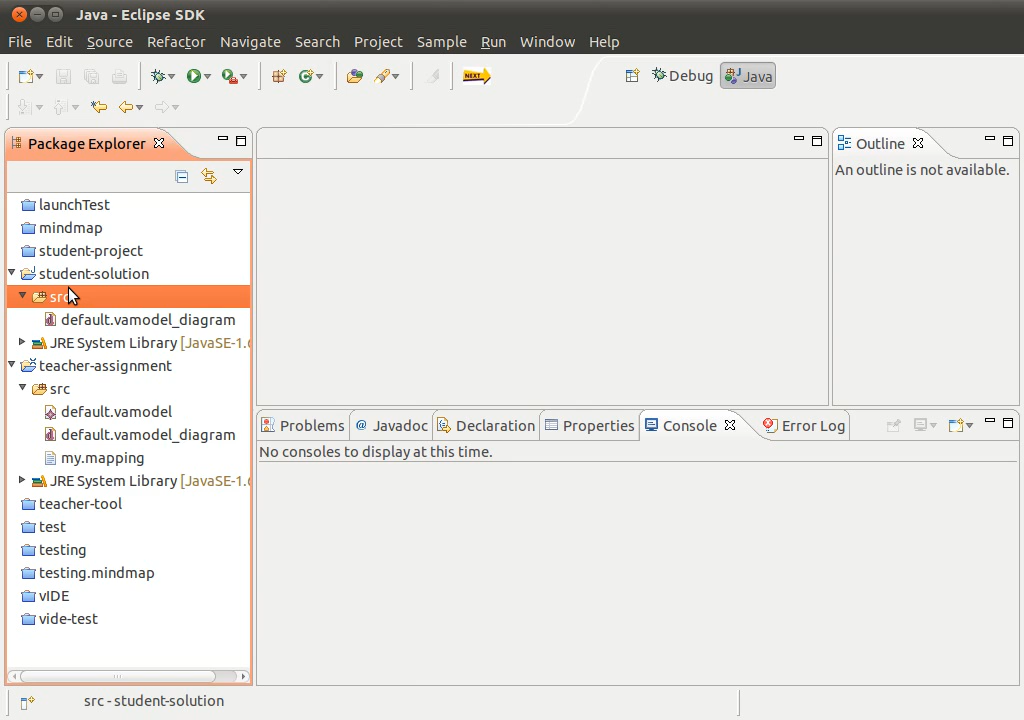 Java - Eclipse SDK
File Edit Source Refactor Navigate Search Project Sample Run Window Help
NEXT
Debug
Java
Package Explorer
Outline
An outline is not available.
launchTest
mindmap
student-project
student-solution
src
default.vamodel_diagram
JRE System Library [JavaSE-1.
teacher-assignment
src
default.vamodel
default.vamodel_diagram
my.mapping
JRE System Library [JavaSE-1.
teacher-tool
test
testing
testing.mindmap
vIDE
vide-test
Problems @ Javadoc Declaration Properties Console Error Log
No consoles to display at this time.
src - student-solution